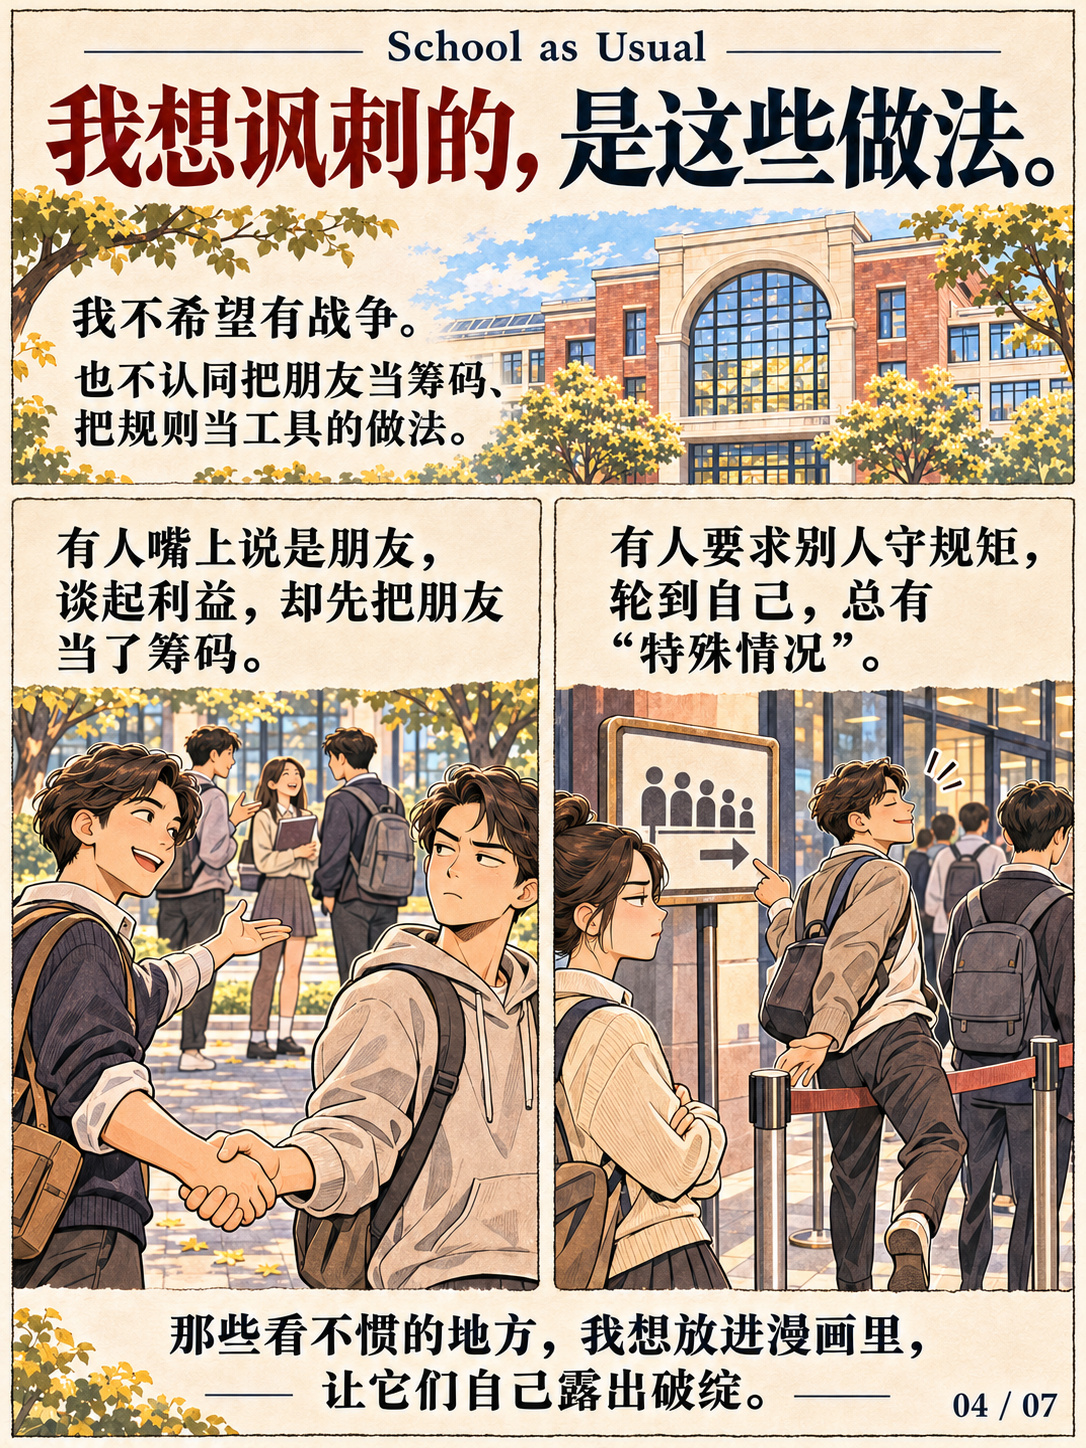 School as Usual
我想讽刺的，是这些做法。
我不希望有战争。
也不认同把朋友当筹码、
把规则当工具的做法。
有人嘴上说是朋友，
谈起利益，却先把朋友
当了筹码。
有人要求别人守规矩，
轮到自己，总有
“特殊情况”。
那些看不惯的地方，我想放进漫画里，
让它们自己露出破绽。
04 / 07